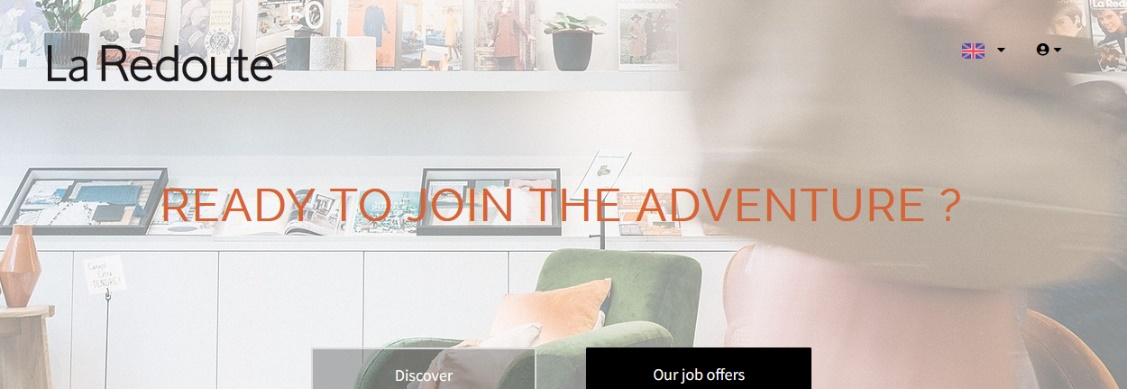 La Redoute
READY TO JOIN THE ADVENTURE ?
Discover
Our job offers